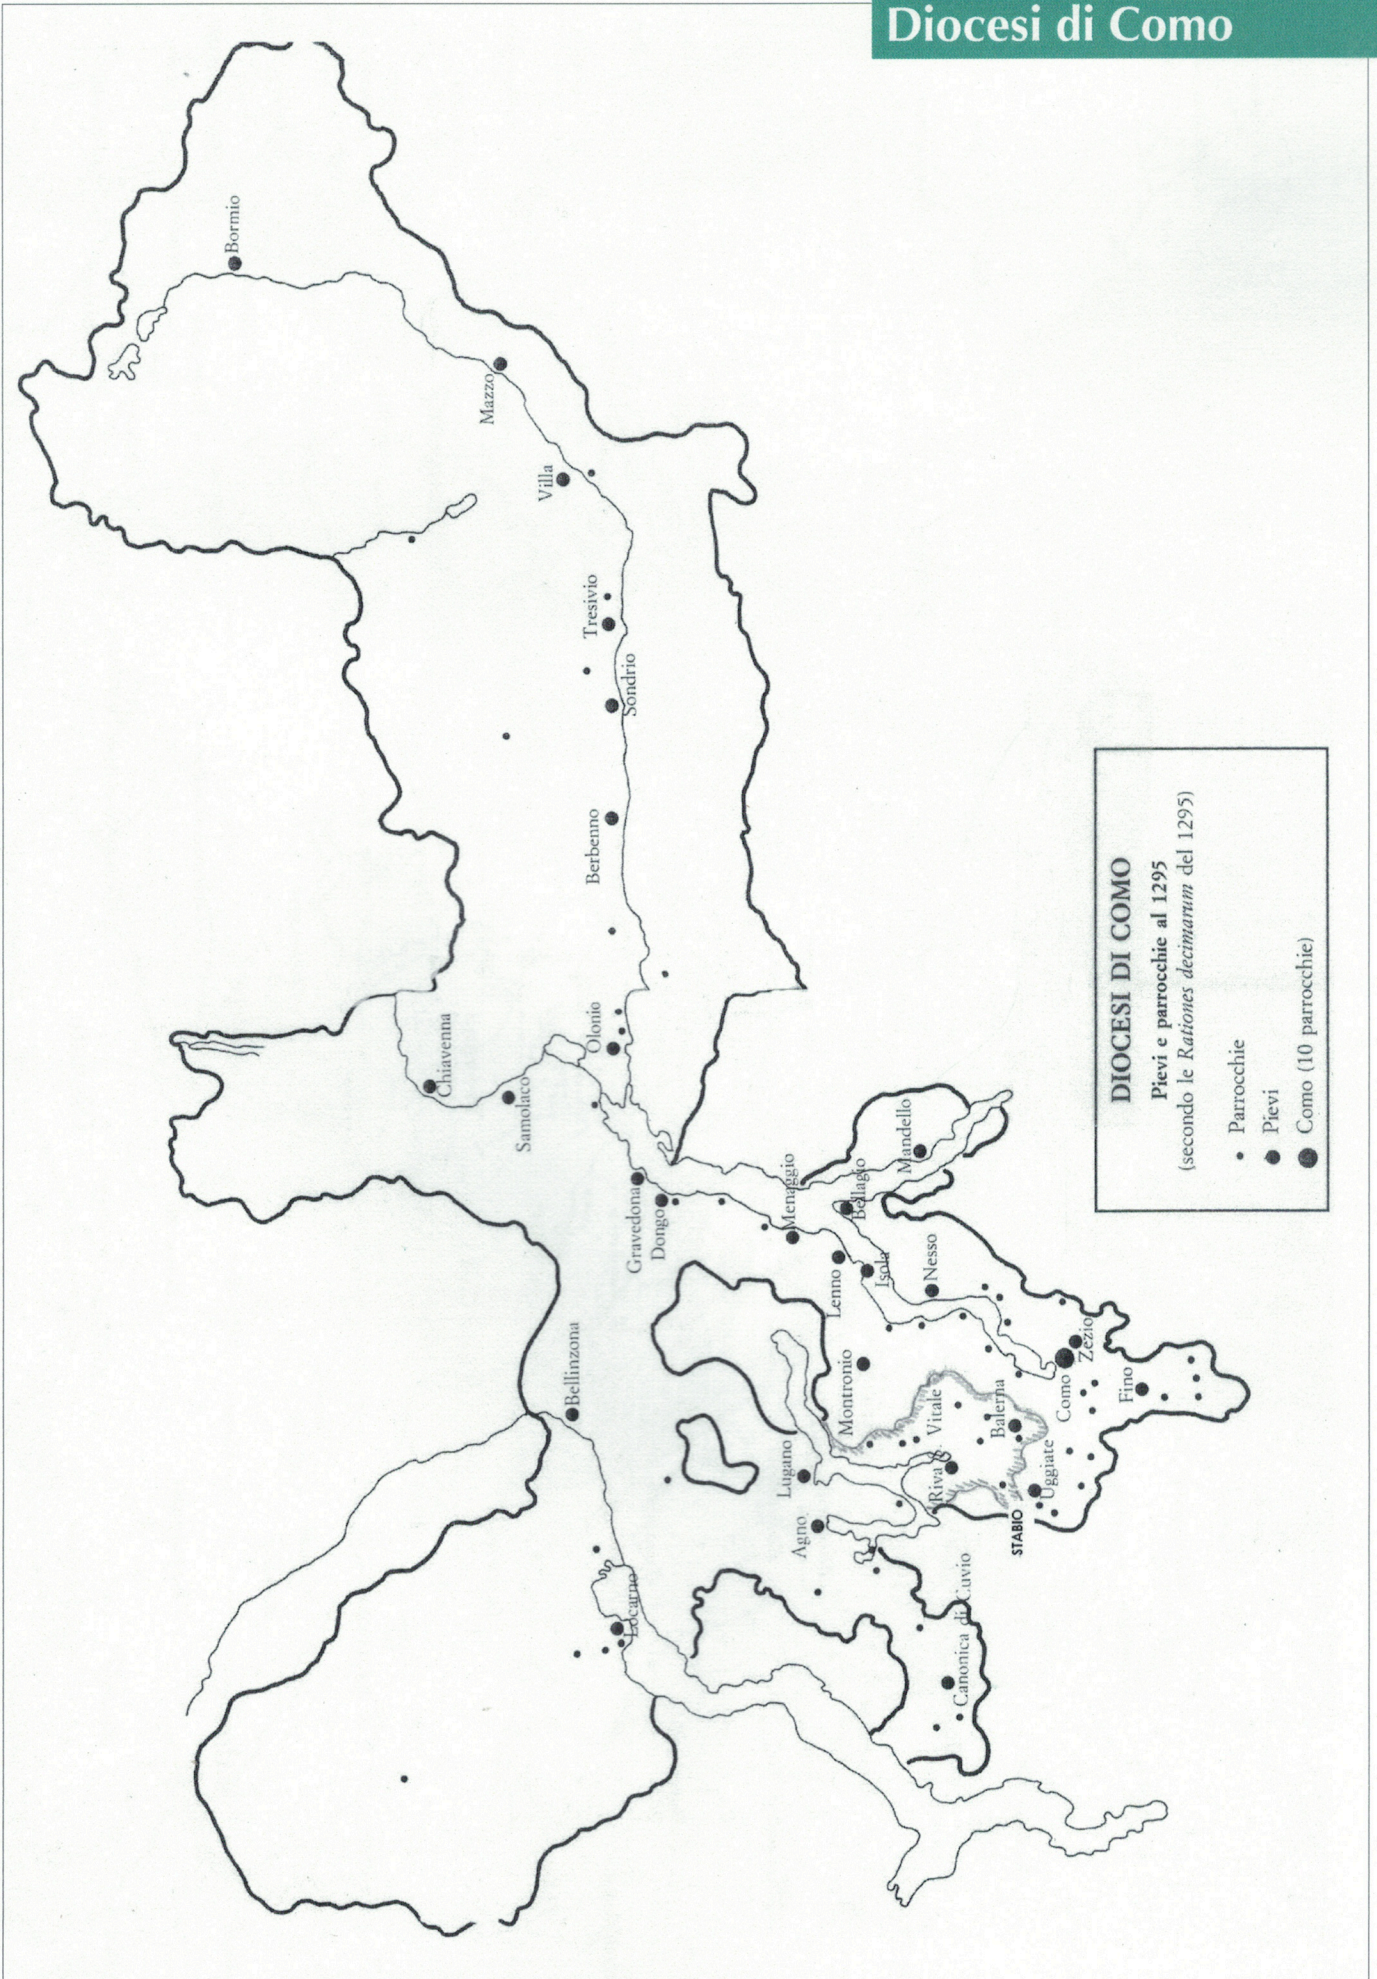 Diocesi di Como
Bormio
Mazzo
Villa
Tresivio
Sondrio
Berbenno
Olonio
Chiavenna
Samolaco
Gravedona
Dongo
Menaggio
Mandello
Bellagio
Lenno
Isola
Nesso
Bellinzona
Montronio
Zezio
Como
Fino
Balerna
Riva S. Vitale
Uggiate
STABIO
Lugano
Agno
Locarno
Canonica di Cuvio
DIOCESI DI COMO
Pievi e parrocchie al 1295
(secondo le Rationes decimarum del 1295)
Parrocchie
Pievi
Como (10 parrocchie)